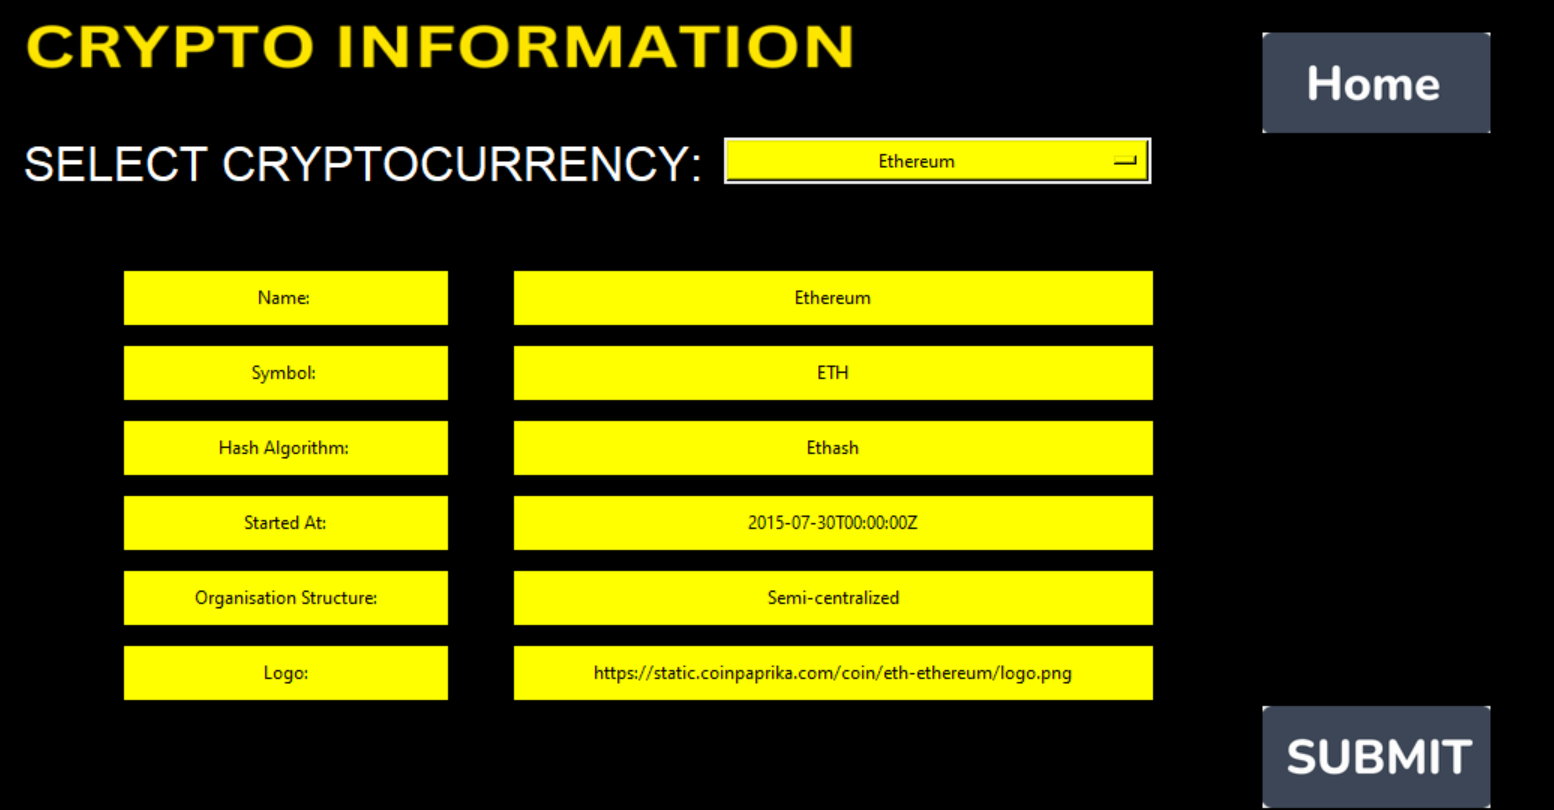 CRYPTO INFORMATION
Home
SELECT CRYPTOCURRENCY: Ethereum
Name: Ethereum
Symbol: ETH
Hash Algorithm: Ethash
Started At: 2015-07-30T00:00:00Z
Organisation Structure: Semi-centralized
Logo: https://static.coinpaprika.com/coin/eth-ethereum/logo.png
SUBMIT